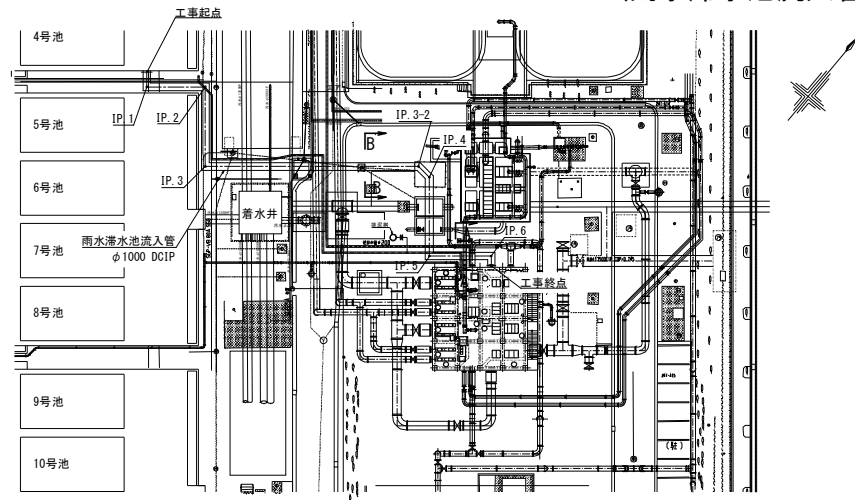 工事起点
4号池
IP.1
IP.2
IP.3-2
5号池
B
IP.4
6号池
IP.3
B
着水井
雨水滞水池流入管
φ1000 DCIP
7号池
IP.6
IP.5
工事終点
8号池
9号池
(駐)
10号池